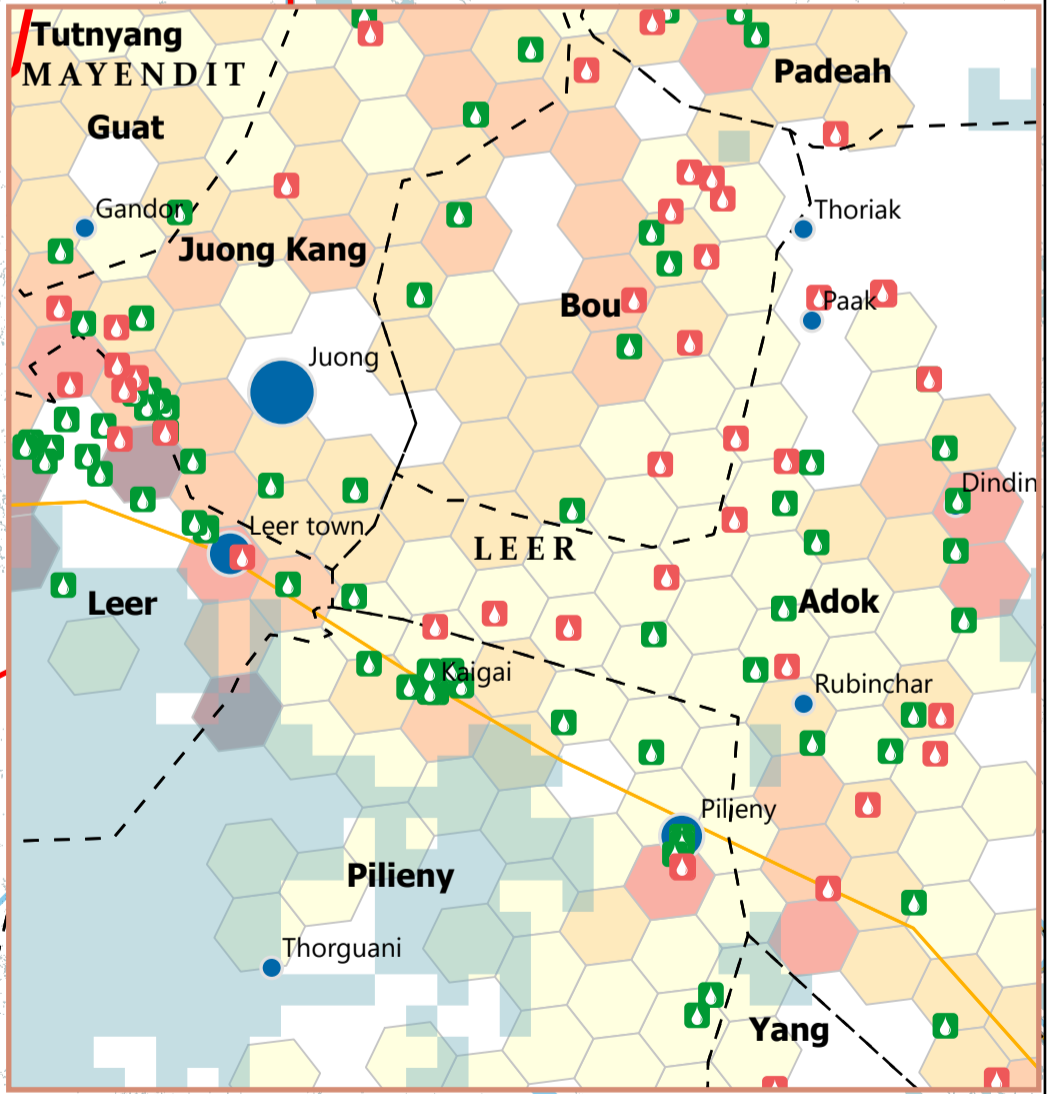 Tutnyang
MAYENDIT
Padeah
Guat
Gandor
Thoriak
Juong Kang
Bou
Paak
Juong
Dindin
Leer town
LEER
Leer
Adok
Kaigai
Rubinchar
Pilieny
Pilieny
Thorguani
Yang